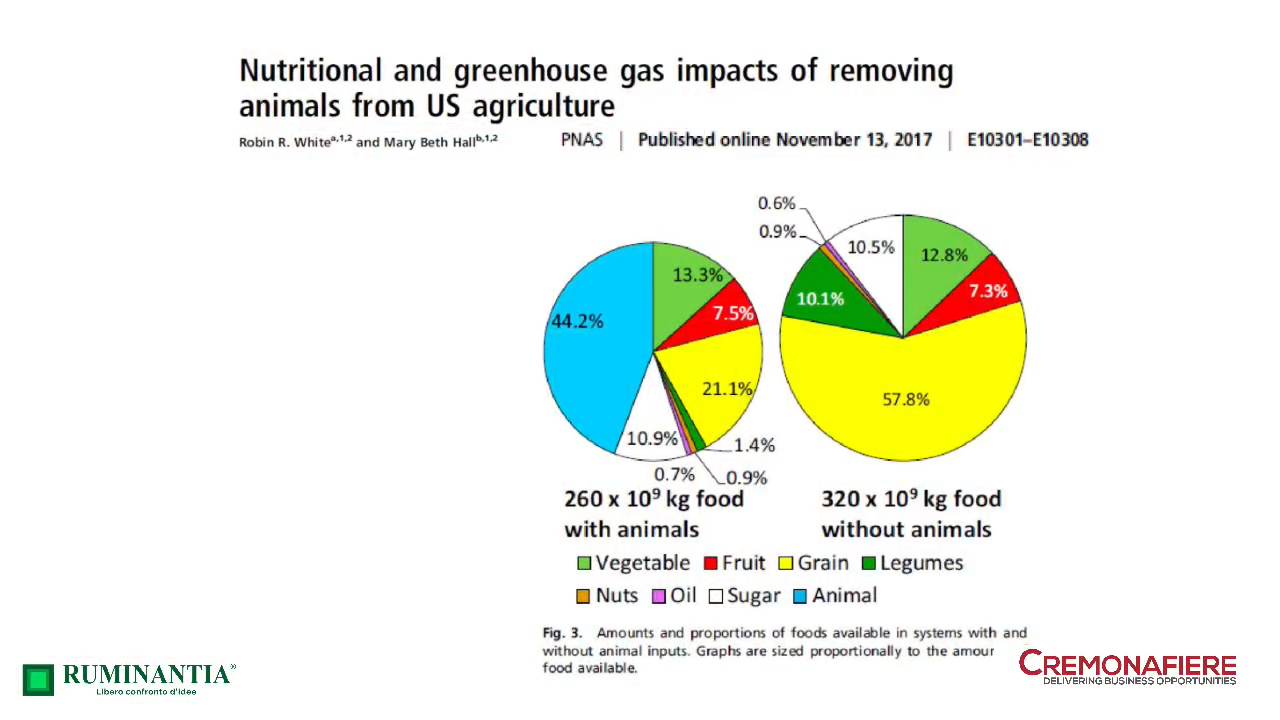 Nutritional and greenhouse gas impacts of removing
animals from US agriculture
Robin R. Whiteᵃ,¹,² and Mary Beth Hallᵇ,¹,²
PNAS | Published online November 13, 2017 | E10301–E10308
0.6%
0.9%
10.5%
12.8%
13.3%
7.3%
10.1%
7.5%
44.2%
21.1%
57.8%
10.9%
1.4%
0.7%
0.9%
260 x 10⁹ kg food
with animals
320 x 10⁹ kg food
without animals
Vegetable Fruit Grain Legumes
Nuts Oil Sugar Animal
Fig. 3. Amounts and proportions of foods available in systems with and
without animal inputs. Graphs are sized proportionally to the amour
food available.
RUMINANTIA®
Libero confronto d'Idee
CREMONAFIERE
DELIVERING BUSINESS OPPORTUNITIES